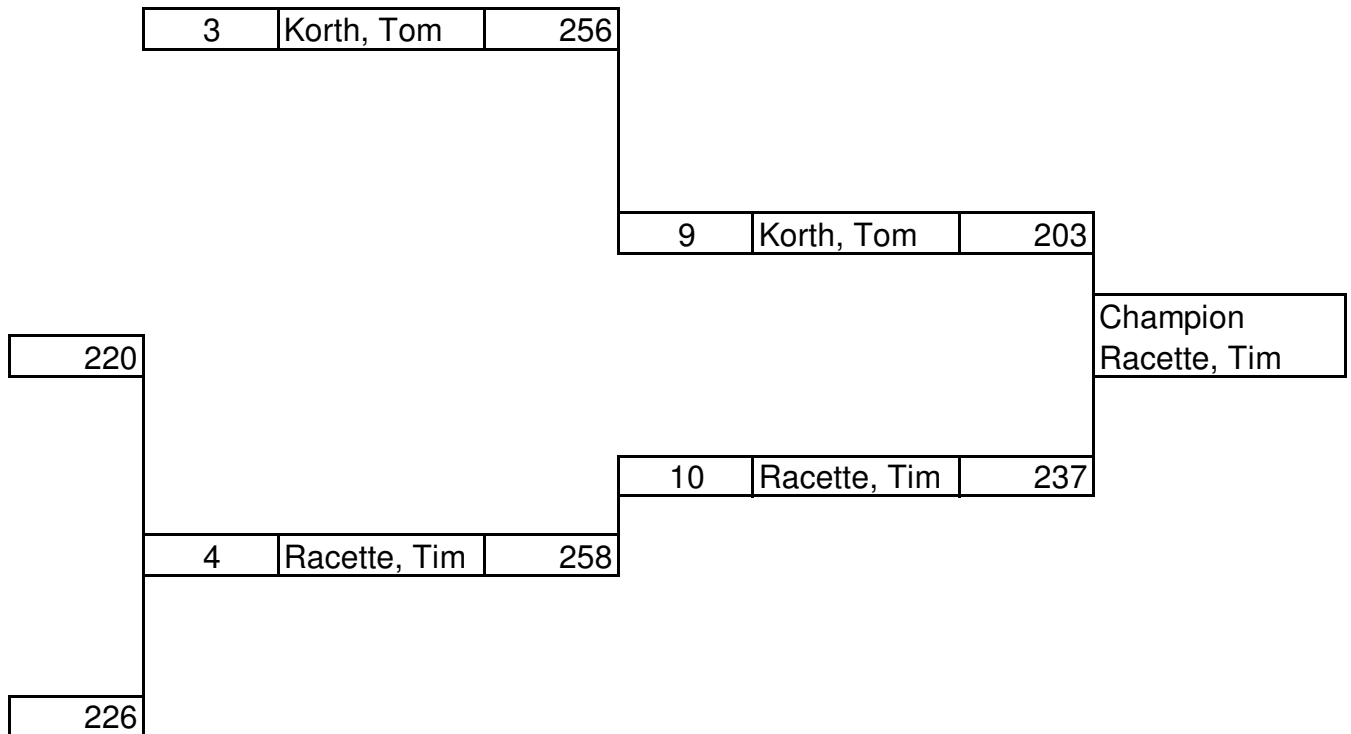 3 Korth, Tom 256
9 Korth, Tom 203
Champion
220 Racette, Tim
10 Racette, Tim 237
4 Racette, Tim 258
226